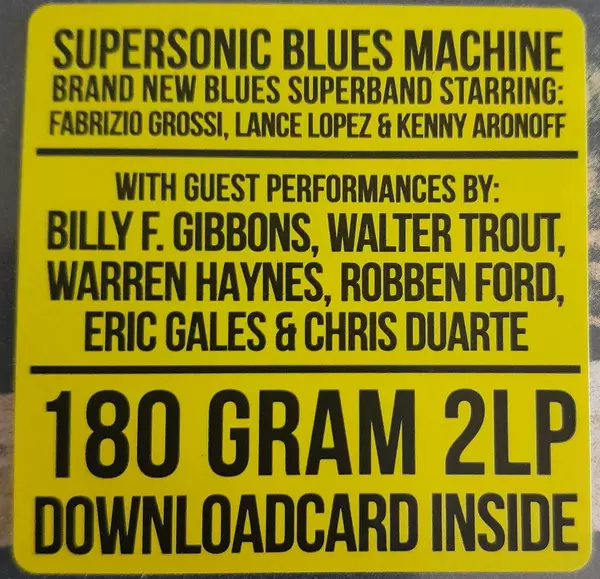 SUPERSONIC BLUES MACHINE
BRAND NEW BLUES SUPERBAND STARRING:
FABRIZIO GROSSI, LANCE LOPEZ & KENNY ARONOFF
WITH GUEST PERFORMANCES BY:
BILLY F. GIBBONS, WALTER TROUT,
WARREN HAYNES, ROBBEN FORD,
ERIC GALES & CHRIS DUARTE
180 GRAM 2LP
DOWNLOADCARD INSIDE